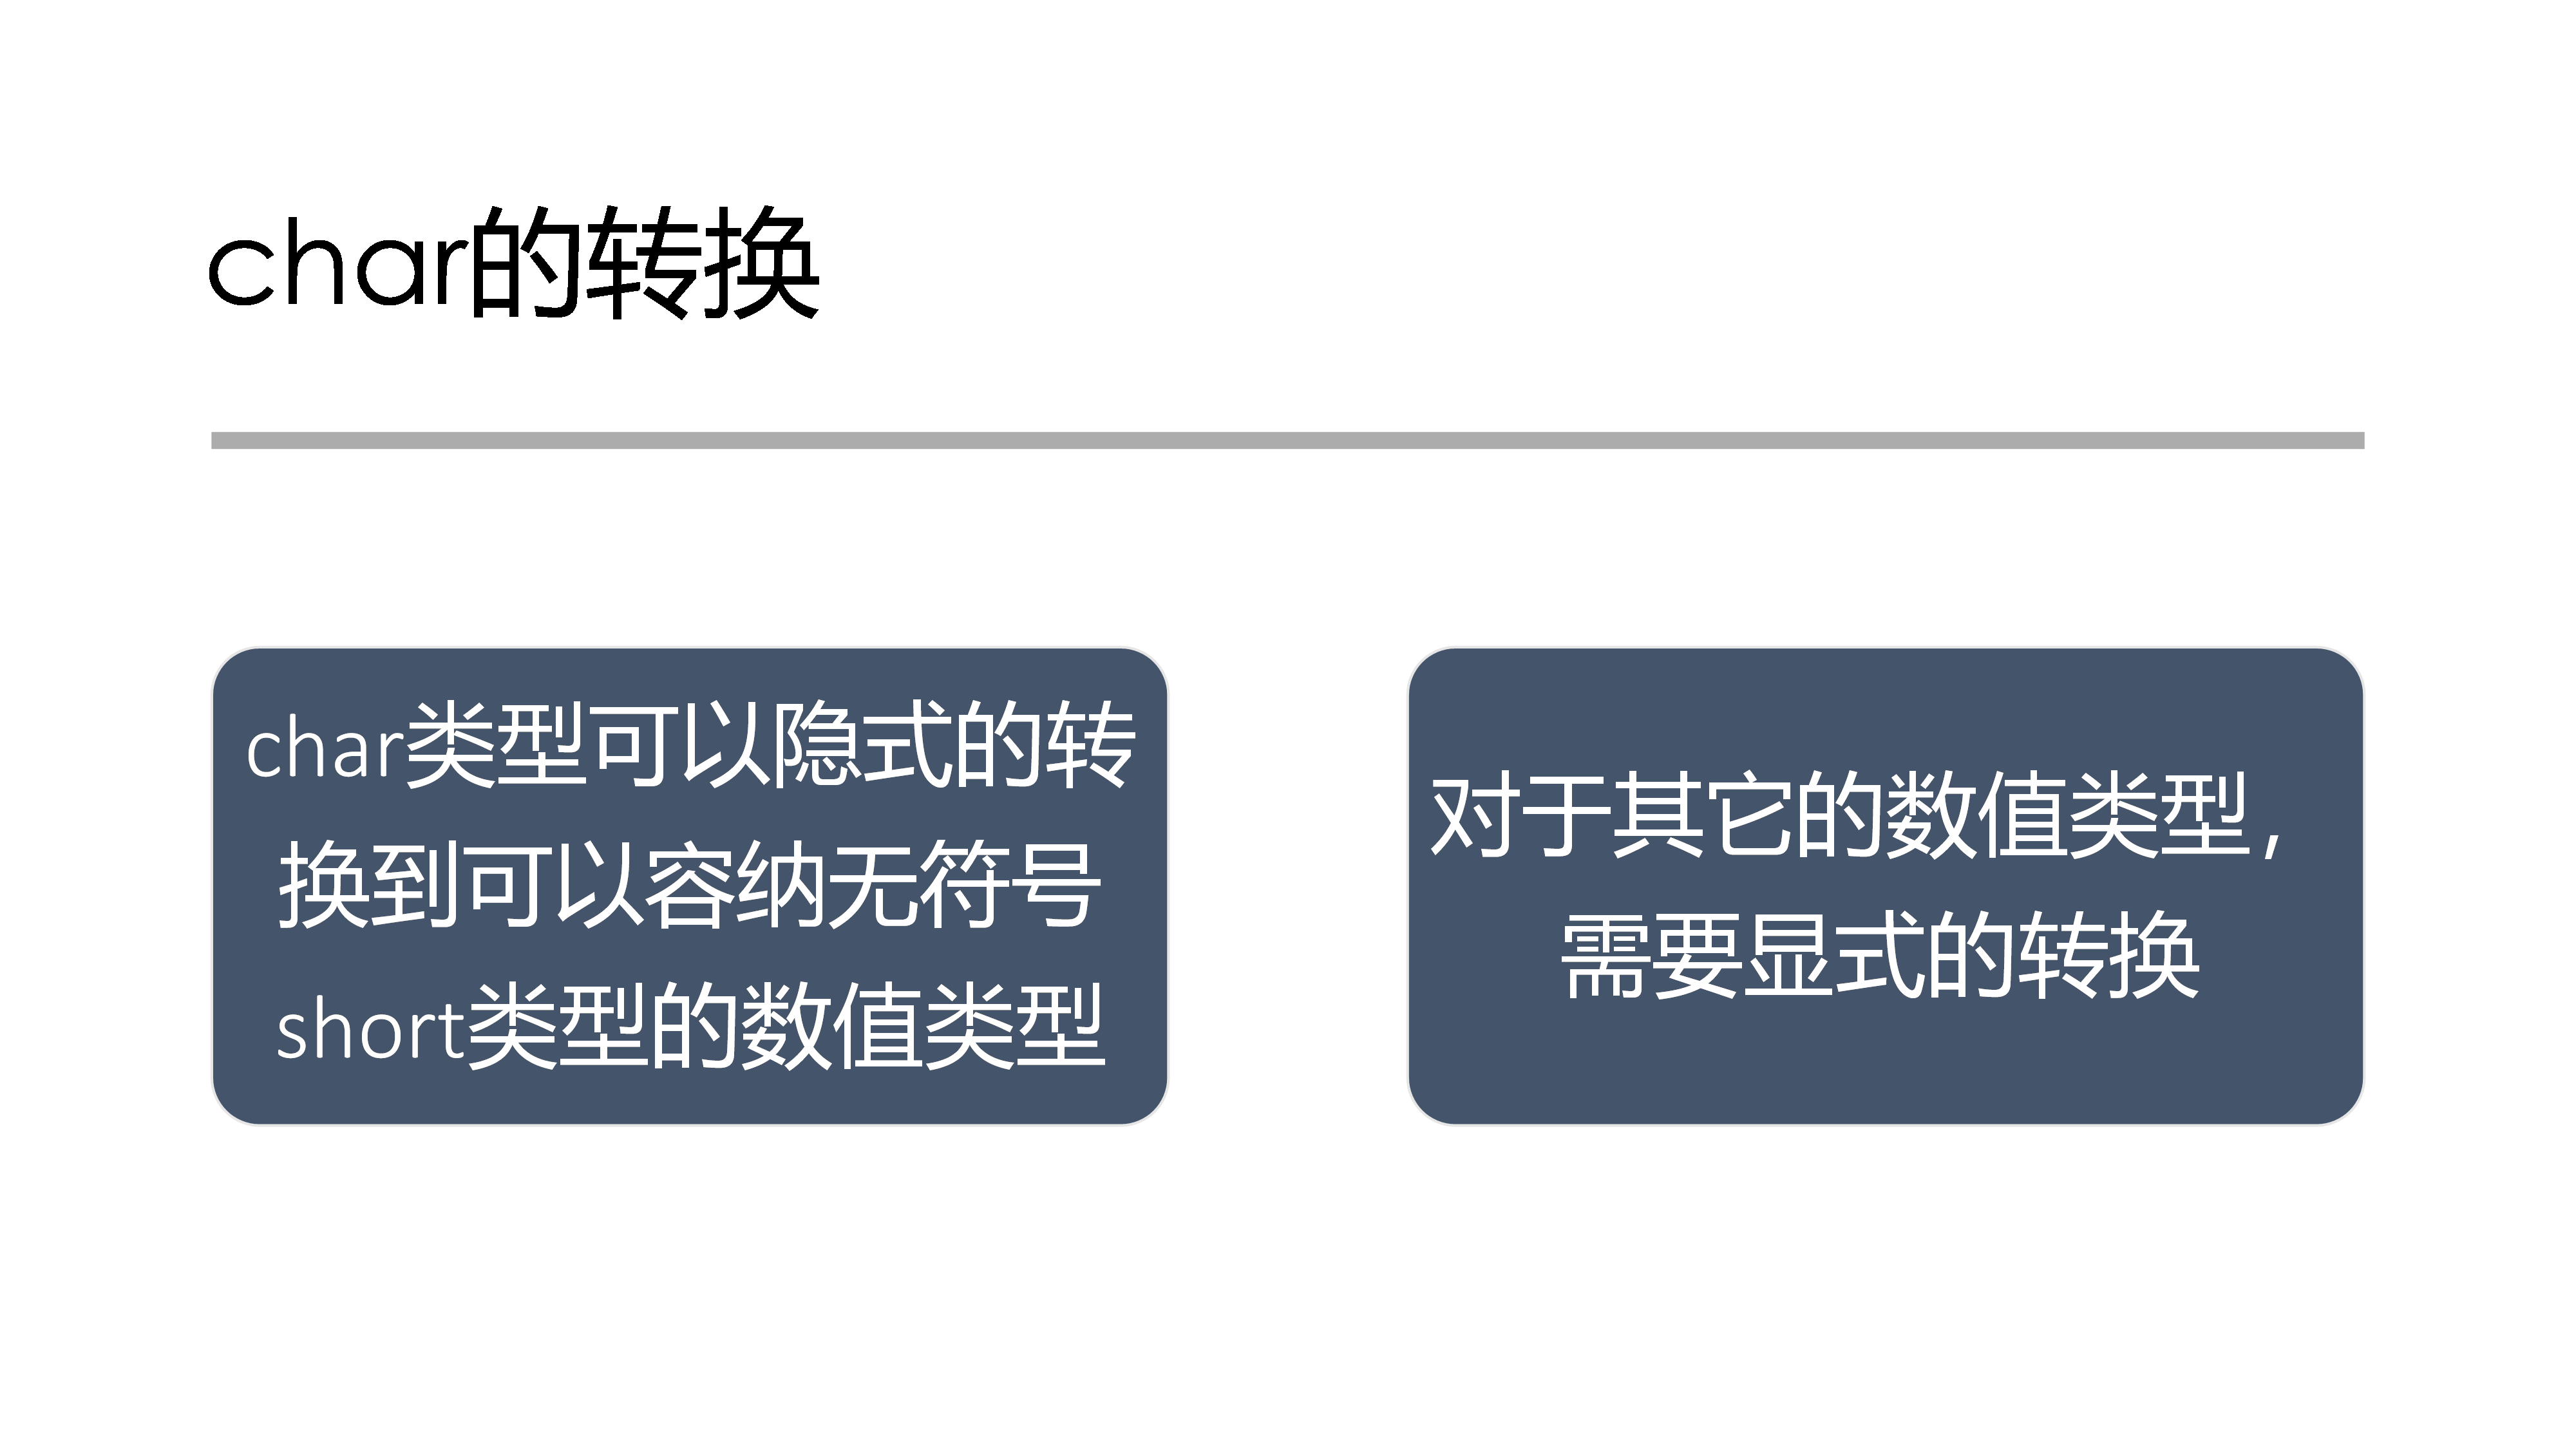 char的转换
char类型可以隐式的转
换到可以容纳无符号
short类型的数值类型
对于其它的数值类型，
需要显式的转换